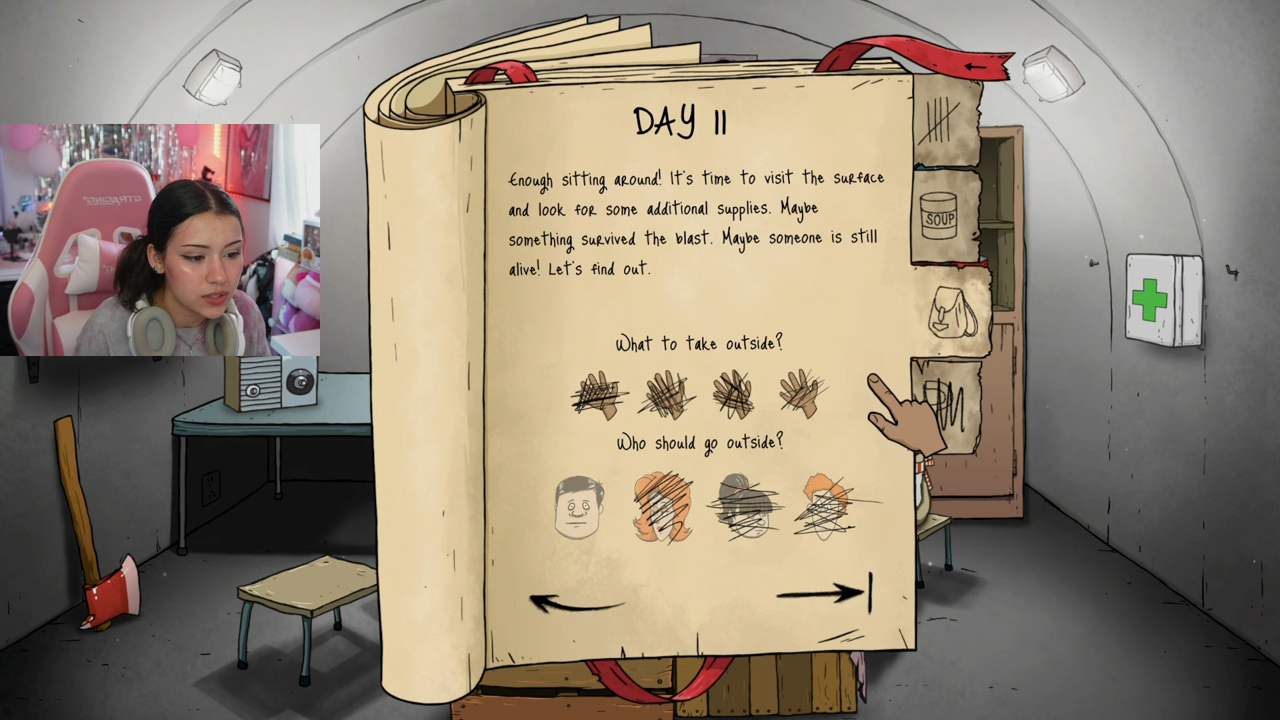 DAY 11
Enough sitting around! It's time to visit the surface
and look for some additional supplies. Maybe
something survived the blast. Maybe someone is still
alive! Let's find out.
What to take outside?
Who should go outside?
SOUP
GTRACING